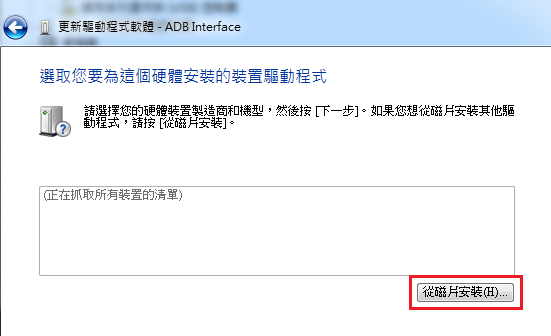 更新驅動程式軟體 - ADB Interface
選取您要為這個硬體安裝的裝置驅動程式
請選擇您的硬體裝置製造商和機型，然後按 [下一步]。如果您想從磁片安裝其他驅
動程式，請按 [從磁片安裝]。
(正在抓取所有裝置的清單)
從磁片安裝(H)...